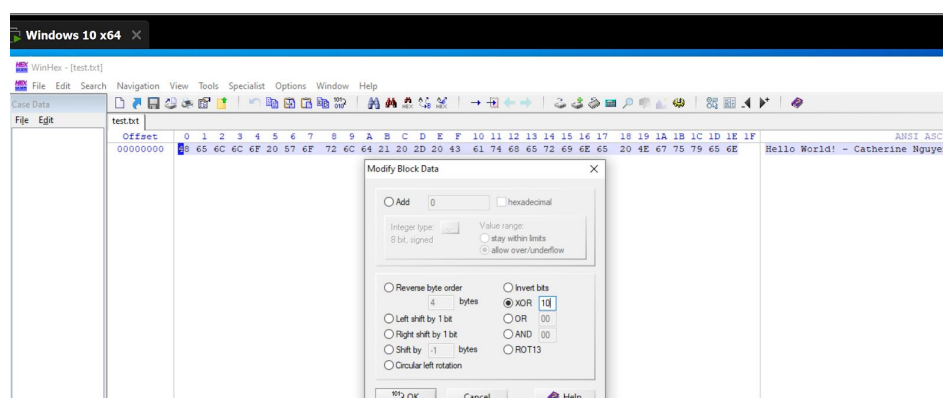 Windows 10 x64
WinHex - [test.txt]
File Edit Search Navigation View Tools Specialist Options Window Help
Case Data
File Edit
test.txt
Offset 0 1 2 3 4 5 6 7 8 9 A B C D E F 10 11 12 13 14 15 16 17 18 19 1A 1B 1C 1D 1E 1F ANSI ASC
00000000 48 65 6C 6C 6F 20 57 6F 72 6C 64 21 20 2D 20 43 61 74 68 65 72 69 6E 65 20 4E 67 75 79 65 6E Hello World! - Catherine Nguye
Modify Block Data
Add 0 hexadecimal
Integer type: ... Value range:
8 bit, signed stay within limits
allow over/underflow
Reverse byte order Invert bits
4 bytes XOR 10
Left shift by 1 bit OR 00
Right shift by 1 bit AND 00
Shift by -1 bytes ROT13
Circular left rotation
OK Cancel Help